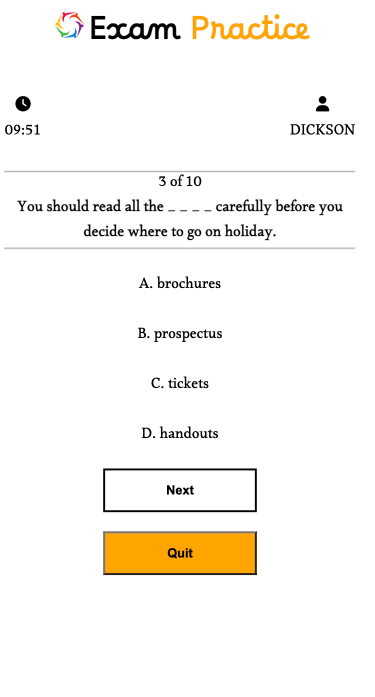 Exam Practice
09:51
DICKSON
3 of 10
You should read all the _ _ _ _ carefully before you
decide where to go on holiday.
A. brochures
B. prospectus
C. tickets
D. handouts
Next
Quit